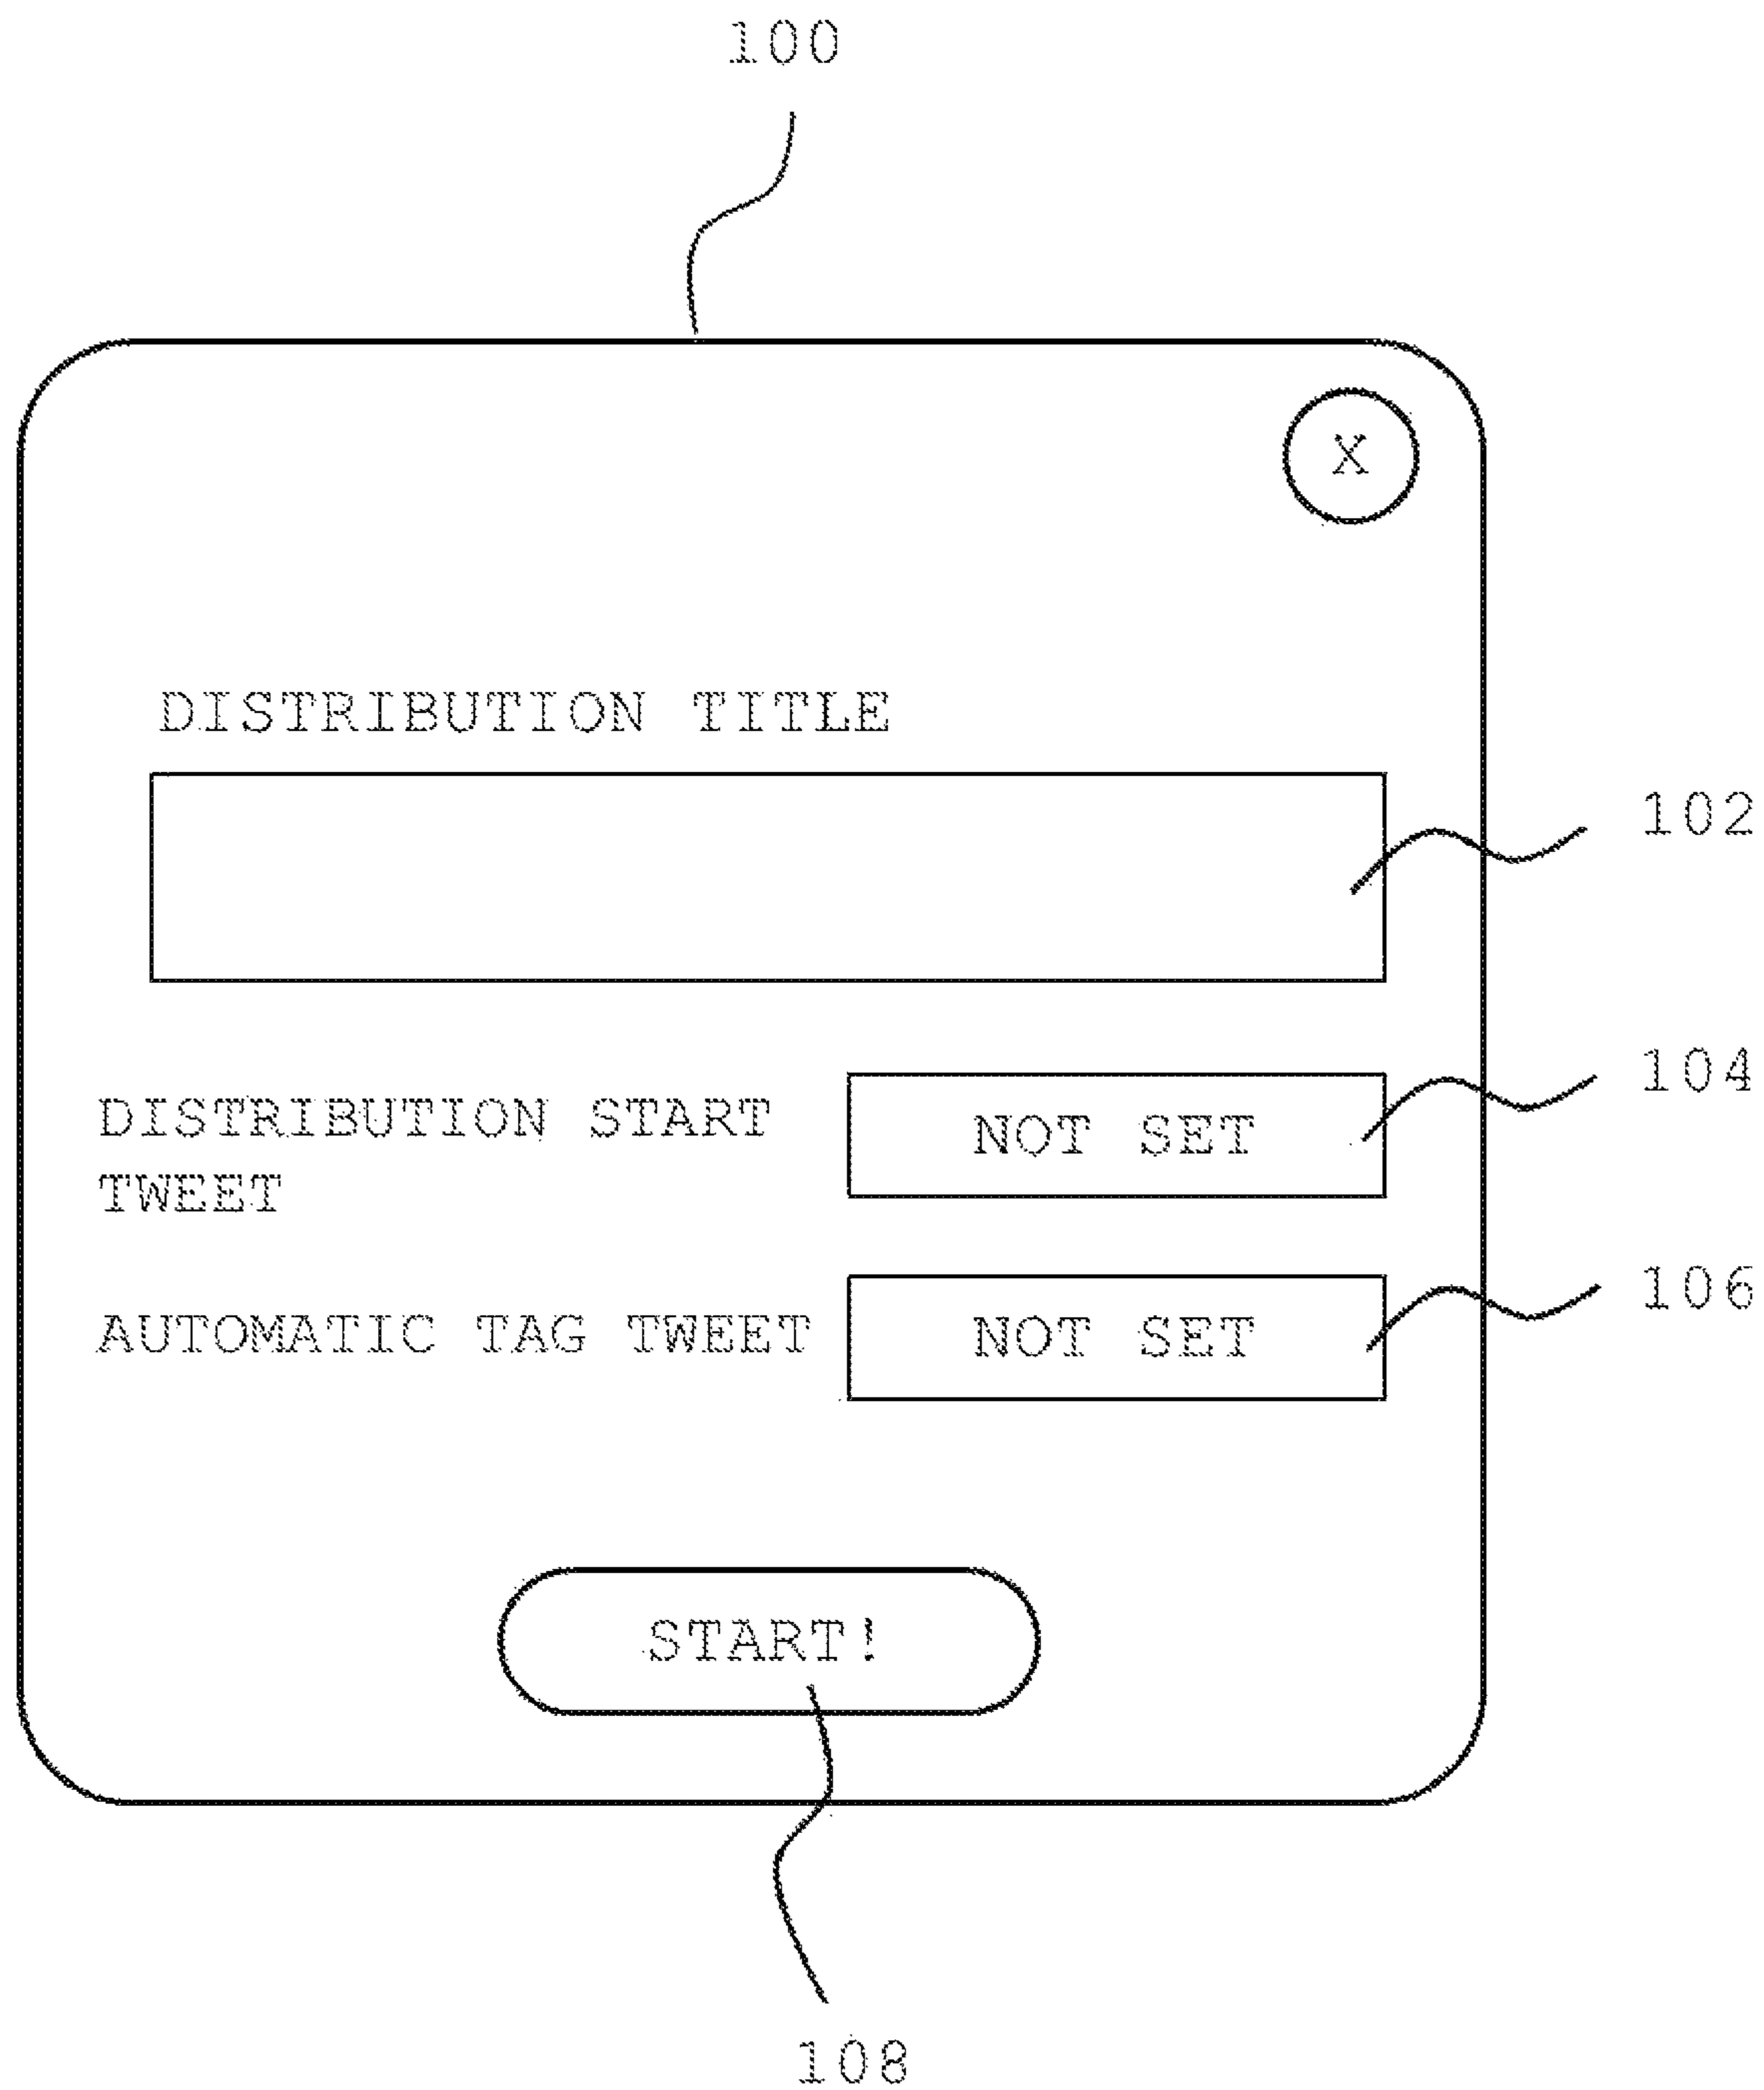 100
X
DISTRIBUTION TITLE
102
DISTRIBUTION START
TWEET
NOT SET
104
AUTOMATIC TAG TWEET
NOT SET
106
START!
108